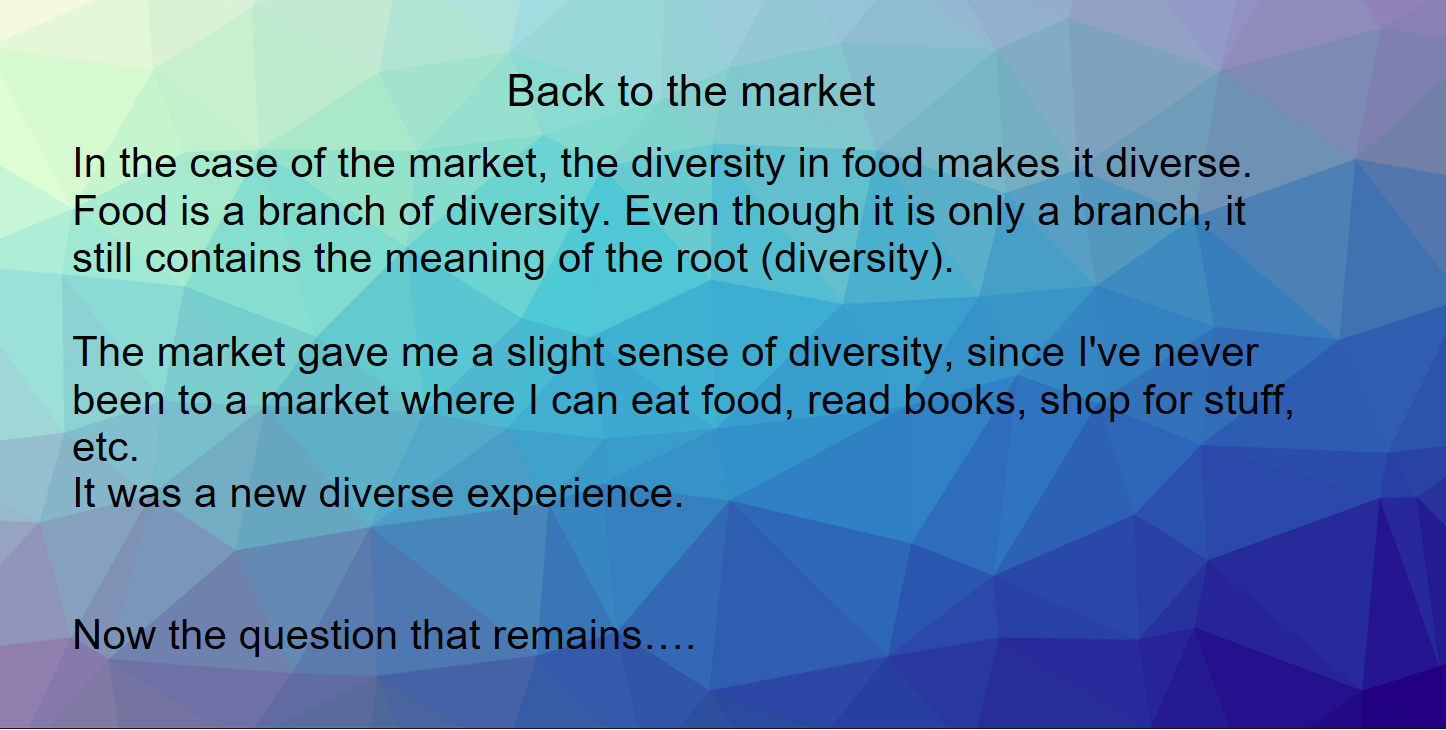 Back to the market
In the case of the market, the diversity in food makes it diverse.
Food is a branch of diversity. Even though it is only a branch, it
still contains the meaning of the root (diversity).
The market gave me a slight sense of diversity, since I've never
been to a market where I can eat food, read books, shop for stuff,
etc.
It was a new diverse experience.
Now the question that remains….